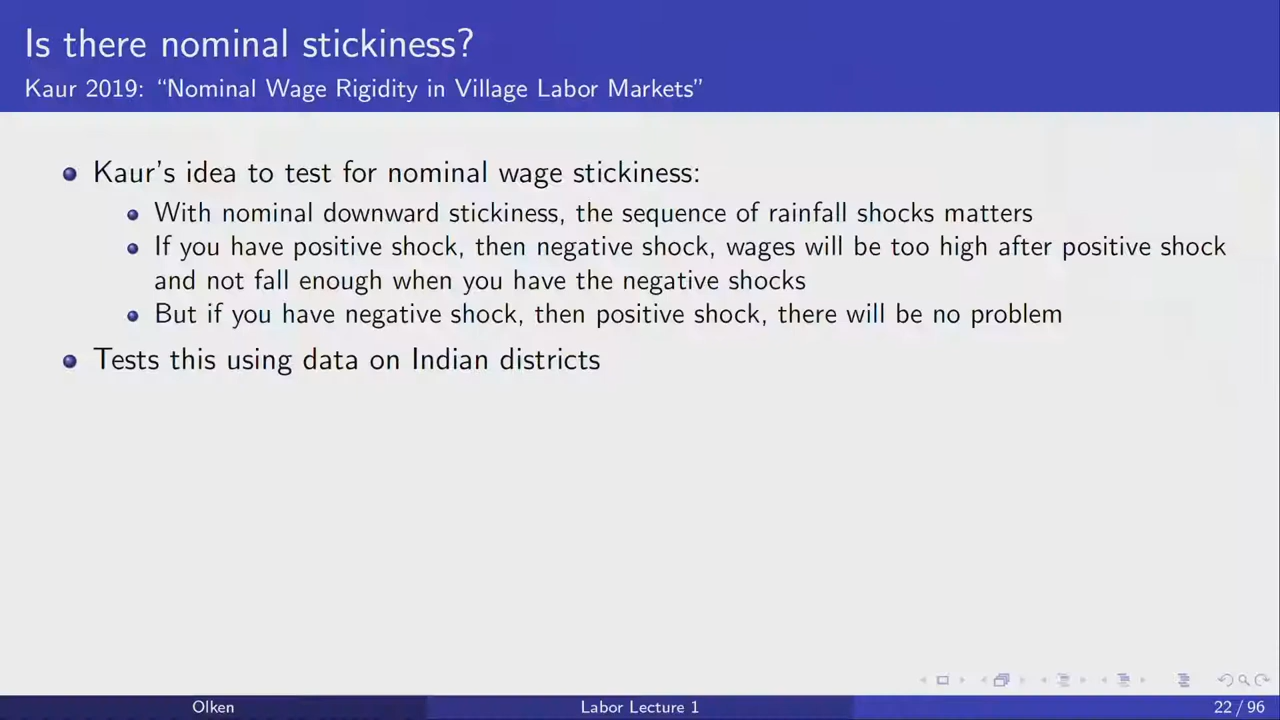 Is there nominal stickiness?
Kaur 2019: “Nominal Wage Rigidity in Village Labor Markets”
Kaur’s idea to test for nominal wage stickiness:
With nominal downward stickiness, the sequence of rainfall shocks matters
If you have positive shock, then negative shock, wages will be too high after positive shock
and not fall enough when you have the negative shocks
But if you have negative shock, then positive shock, there will be no problem
Tests this using data on Indian districts
Olken
Labor Lecture 1
22 / 96